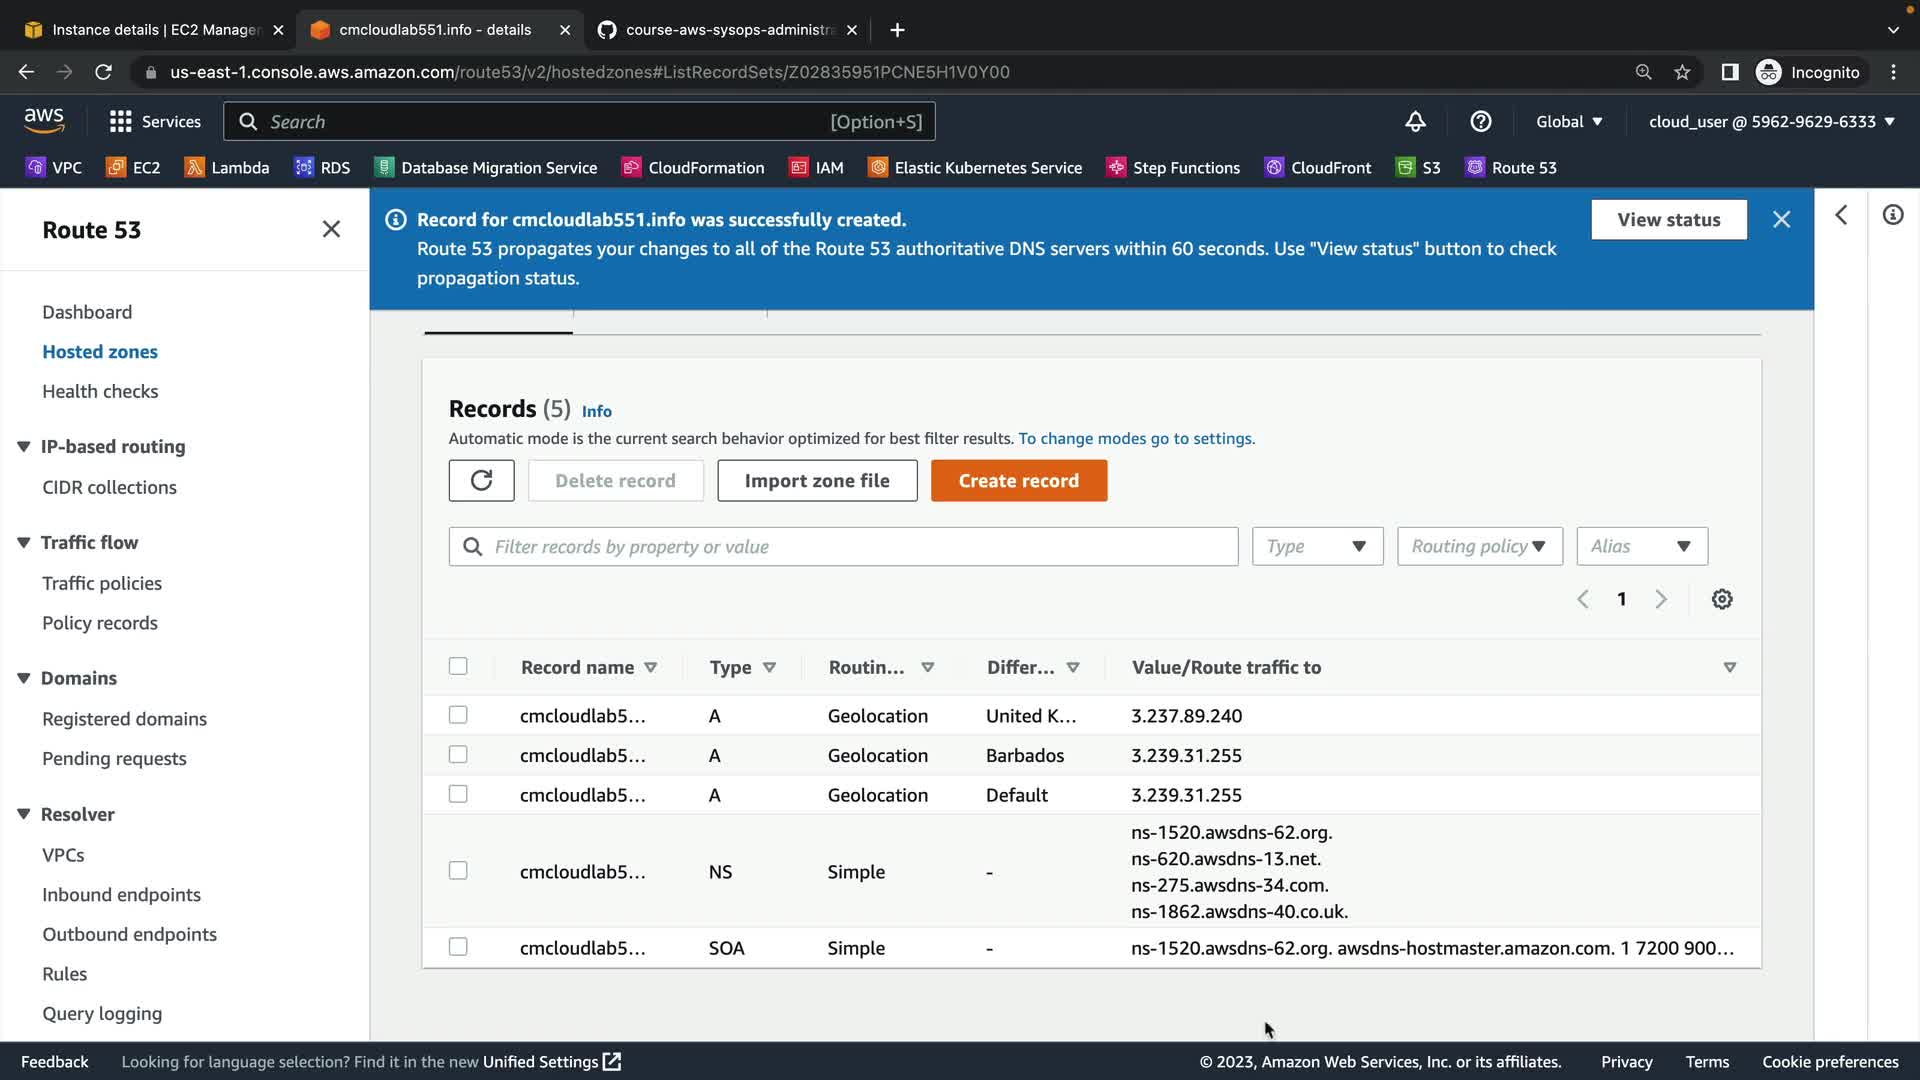 Instance details | EC2 Manager
cmcloudlab551.info - details
course-aws-sysops-administra
us-east-1.console.aws.amazon.com/route53/v2/hostedzones#ListRecordSets/Z02835951PCNE5H1V0Y00
Incognito
aws
Services
Search
[Option+S]
Global
cloud_user @ 5962-9629-6333
VPC
EC2
Lambda
RDS
Database Migration Service
CloudFormation
IAM
Elastic Kubernetes Service
Step Functions
CloudFront
S3
Route 53
Route 53
Dashboard
Hosted zones
Health checks
IP-based routing
CIDR collections
Traffic flow
Traffic policies
Policy records
Domains
Registered domains
Pending requests
Resolver
VPCs
Inbound endpoints
Outbound endpoints
Rules
Query logging
Record for cmcloudlab551.info was successfully created.
Route 53 propagates your changes to all of the Route 53 authoritative DNS servers within 60 seconds. Use "View status" button to check
propagation status.
View status
Records (5) Info
Automatic mode is the current search behavior optimized for best filter results. To change modes go to settings.
Delete record
Import zone file
Create record
Filter records by property or value
Type
Routing policy
Alias
1
Record name Type Routin... Differ... Value/Route traffic to
cmcloudlab5... A Geolocation United K... 3.237.89.240
cmcloudlab5... A Geolocation Barbados 3.239.31.255
cmcloudlab5... A Geolocation Default 3.239.31.255
cmcloudlab5... NS Simple - ns-1520.awsdns-62.org.
ns-620.awsdns-13.net.
ns-275.awsdns-34.com.
ns-1862.awsdns-40.co.uk.
cmcloudlab5... SOA Simple - ns-1520.awsdns-62.org. awsdns-hostmaster.amazon.com. 1 7200 900...
Feedback
Looking for language selection? Find it in the new Unified Settings
© 2023, Amazon Web Services, Inc. or its affiliates.
Privacy
Terms
Cookie preferences